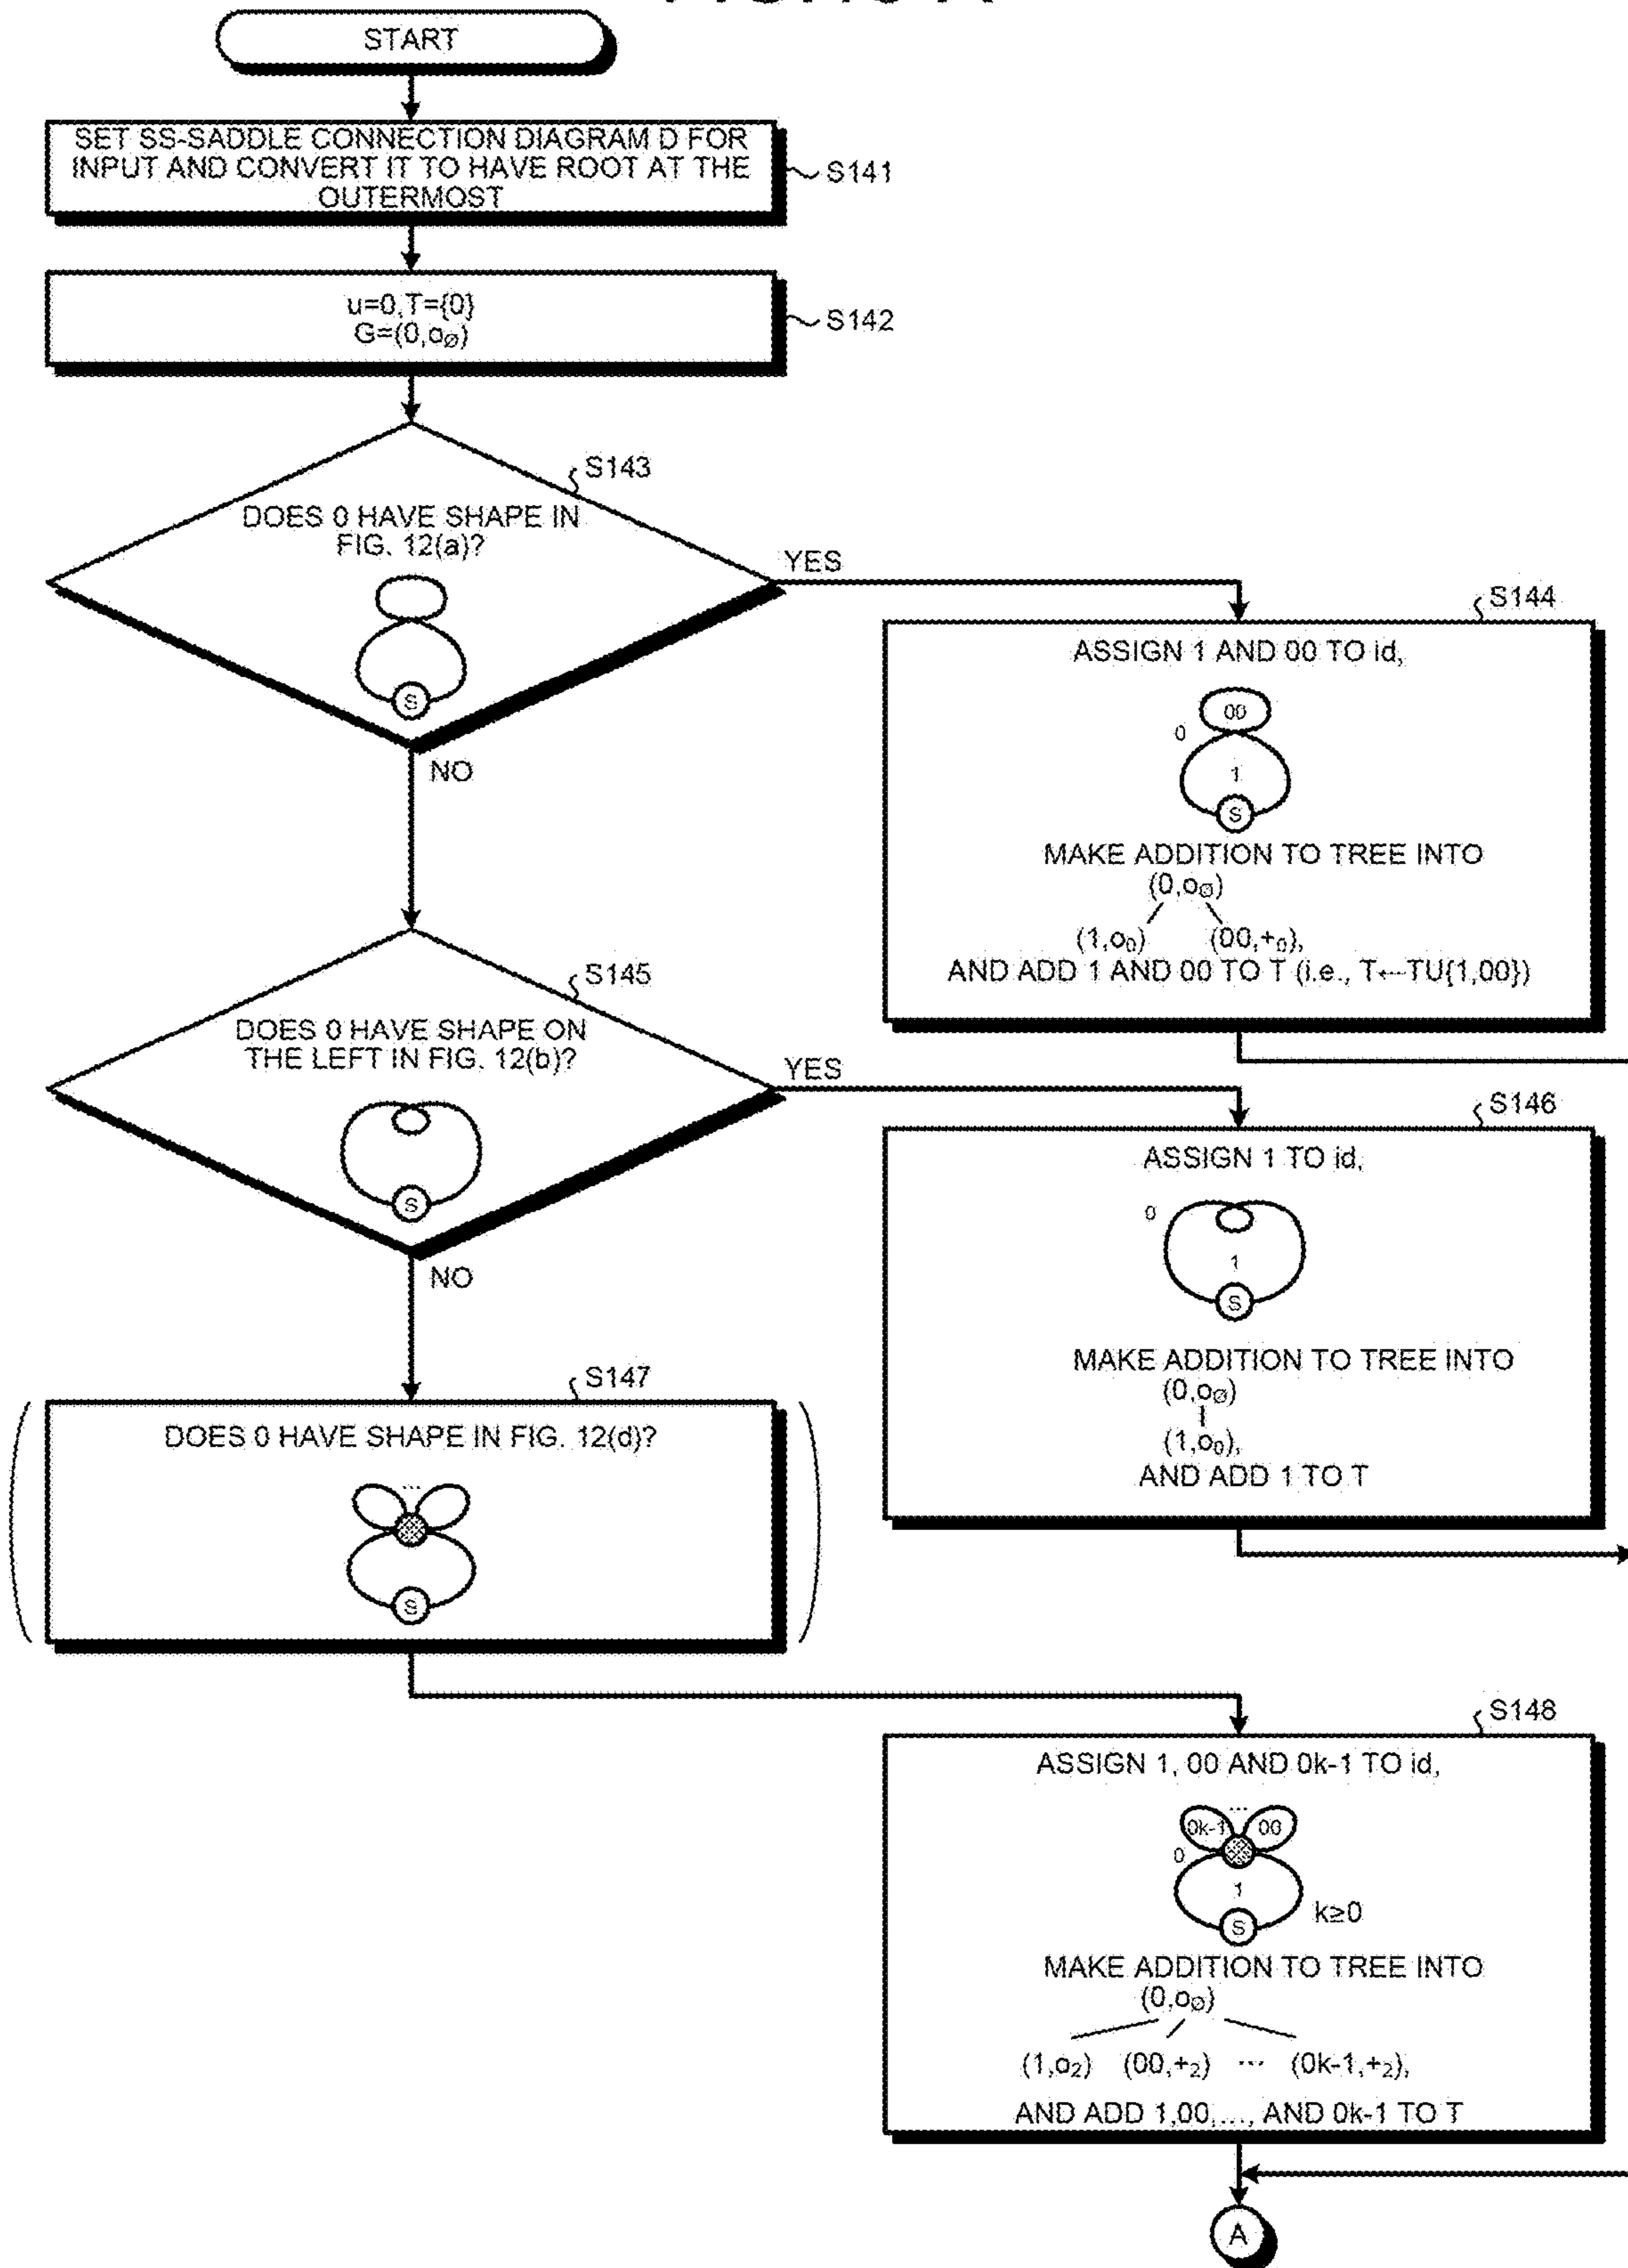 START
SET SS-SADDLE CONNECTION DIAGRAM D FOR
INPUT AND CONVERT IT TO HAVE ROOT AT THE
OUTERMOST
S141
u=0,T={0}
G=(0,o∅)
S142
S143
DOES 0 HAVE SHAPE IN
FIG. 12(a)?
S
YES
NO
S144
ASSIGN 1 AND 00 TO id,
00
0
1
S
MAKE ADDITION TO TREE INTO
(0,o∅)
(1,o₀) (00,+₀),
AND ADD 1 AND 00 TO T (i.e., T←TU{1,00})
S145
DOES 0 HAVE SHAPE ON
THE LEFT IN FIG. 12(b)?
S
YES
NO
S146
ASSIGN 1 TO id,
0
1
S
MAKE ADDITION TO TREE INTO
(0,o∅)
(1,o₀),
AND ADD 1 TO T
S147
DOES 0 HAVE SHAPE IN FIG. 12(d)?
...
S
S148
ASSIGN 1, 00 AND 0k-1 TO id,
...
0k-1 00
0
1
k≥0
S
MAKE ADDITION TO TREE INTO
(0,o∅)
(1,o₂) (00,+₂) ... (0k-1,+₂),
AND ADD 1,00,..., AND 0k-1 TO T
A